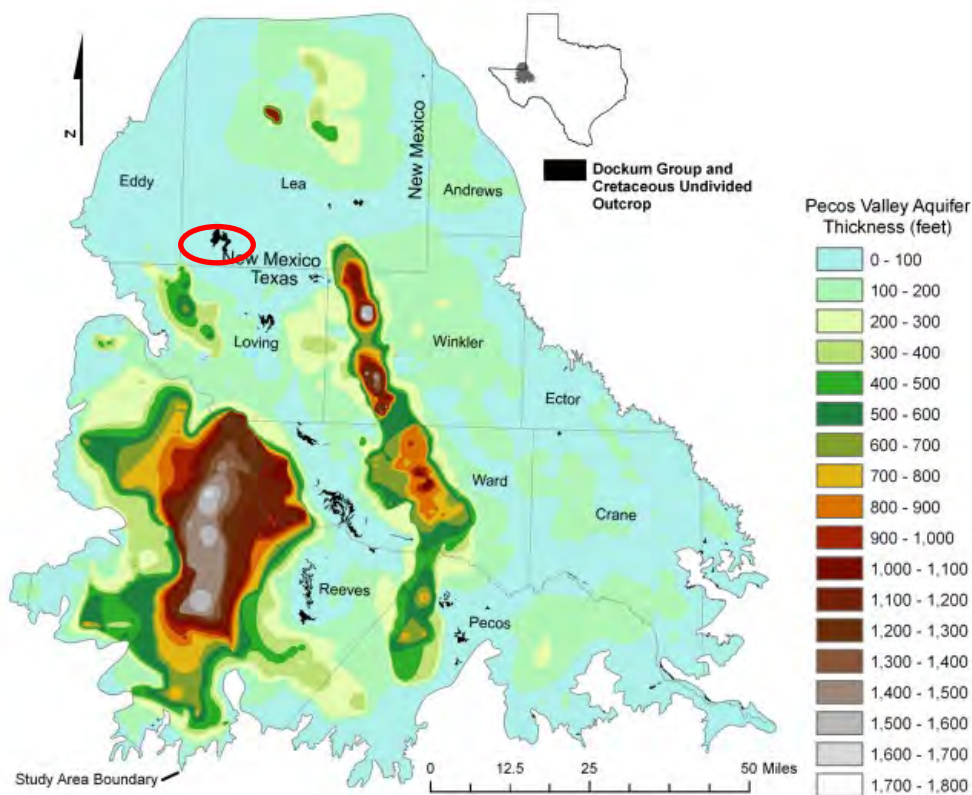 N
Eddy
Lea
New Mexico
Andrews
Dockum Group and
Cretaceous Undivided
Outcrop
New Mexico
Texas
Loving
Winkler
Ector
Ward
Crane
Reeves
Pecos
Study Area Boundary
0 12.5 25 50 Miles
Pecos Valley Aquifer
Thickness (feet)
0 - 100
100 - 200
200 - 300
300 - 400
400 - 500
500 - 600
600 - 700
700 - 800
800 - 900
900 - 1,000
1,000 - 1,100
1,100 - 1,200
1,200 - 1,300
1,300 - 1,400
1,400 - 1,500
1,500 - 1,600
1,600 - 1,700
1,700 - 1,800